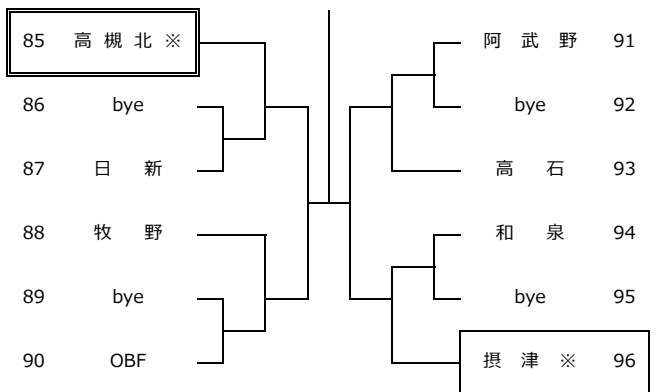 85 高 槻 北 ※
86 bye
87 日 新
88 牧 野
89 bye
90 OBF
阿 武 野 91
bye 92
高 石 93
和 泉 94
bye 95
摂 津 ※ 96